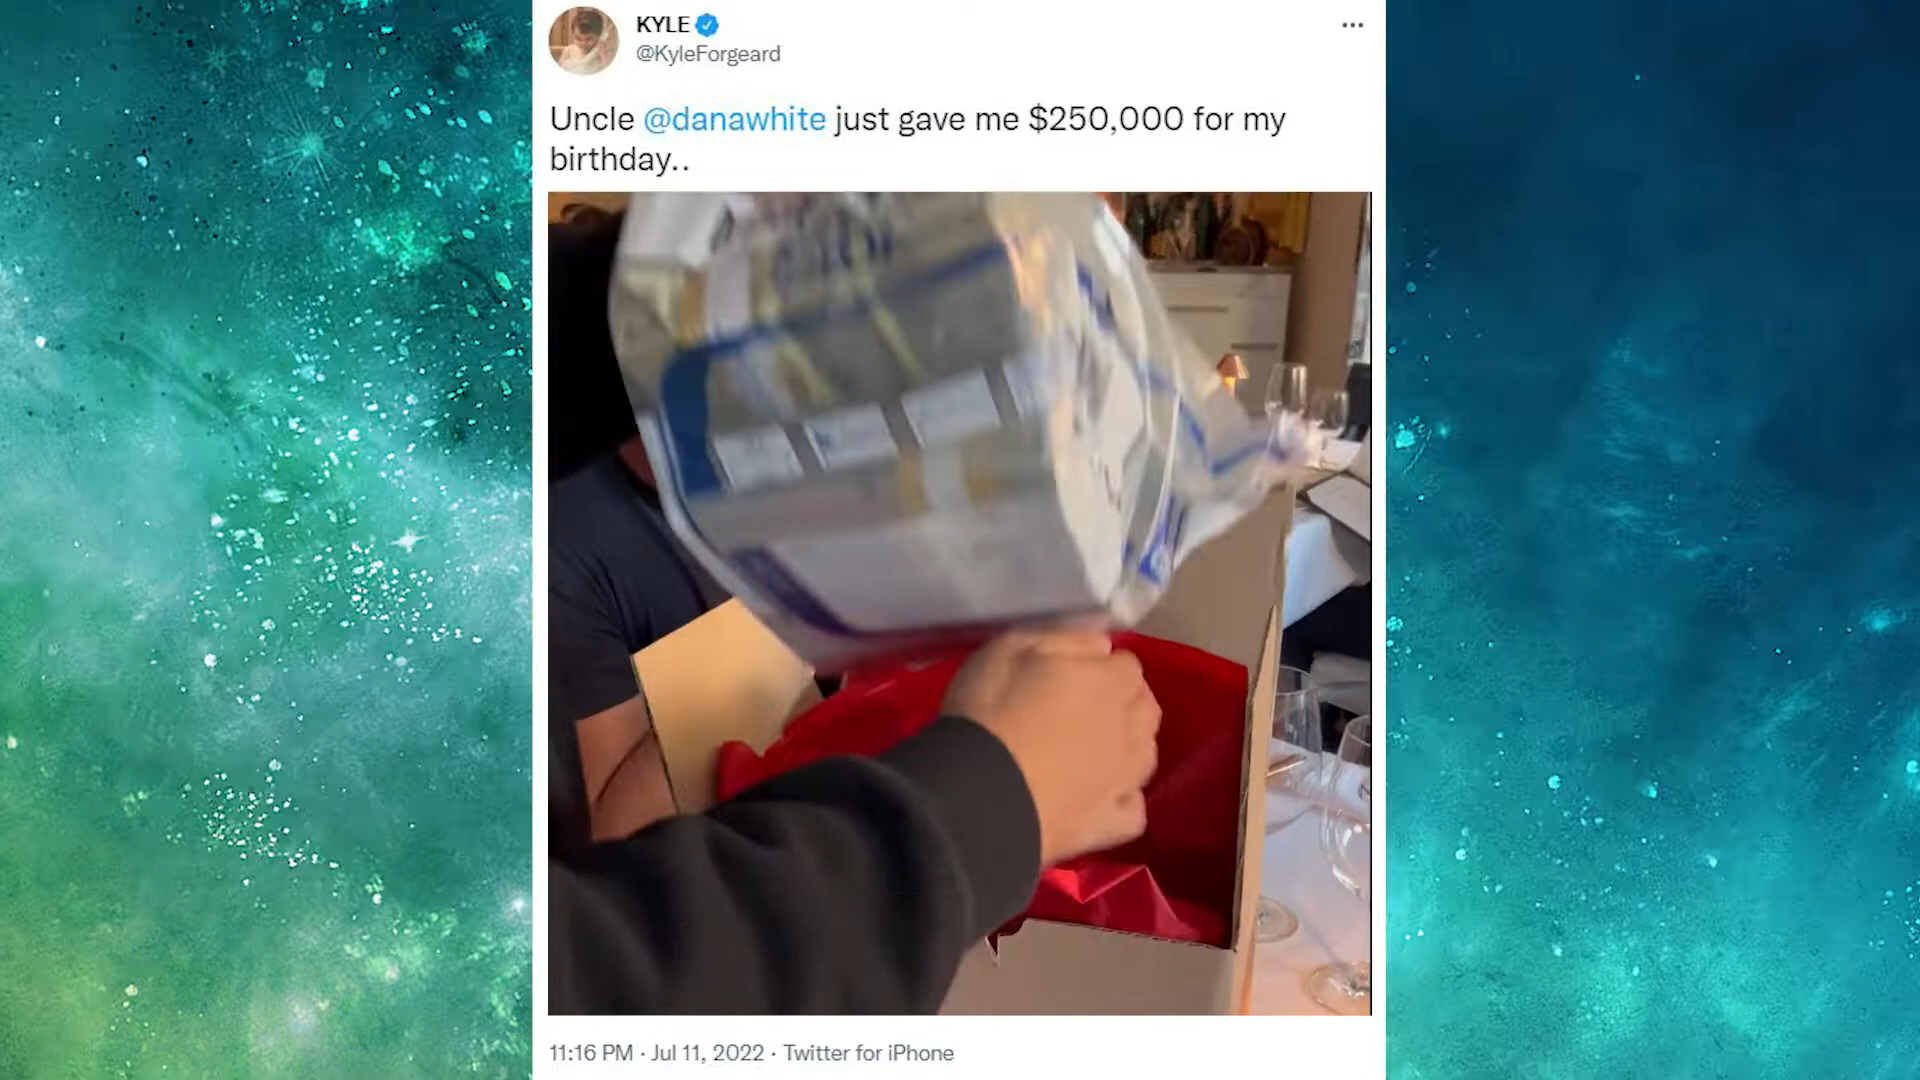 KYLE
@KyleForgeard
Uncle @danawhite just gave me $250,000 for my
birthday..
11:16 PM · Jul 11, 2022 · Twitter for iPhone